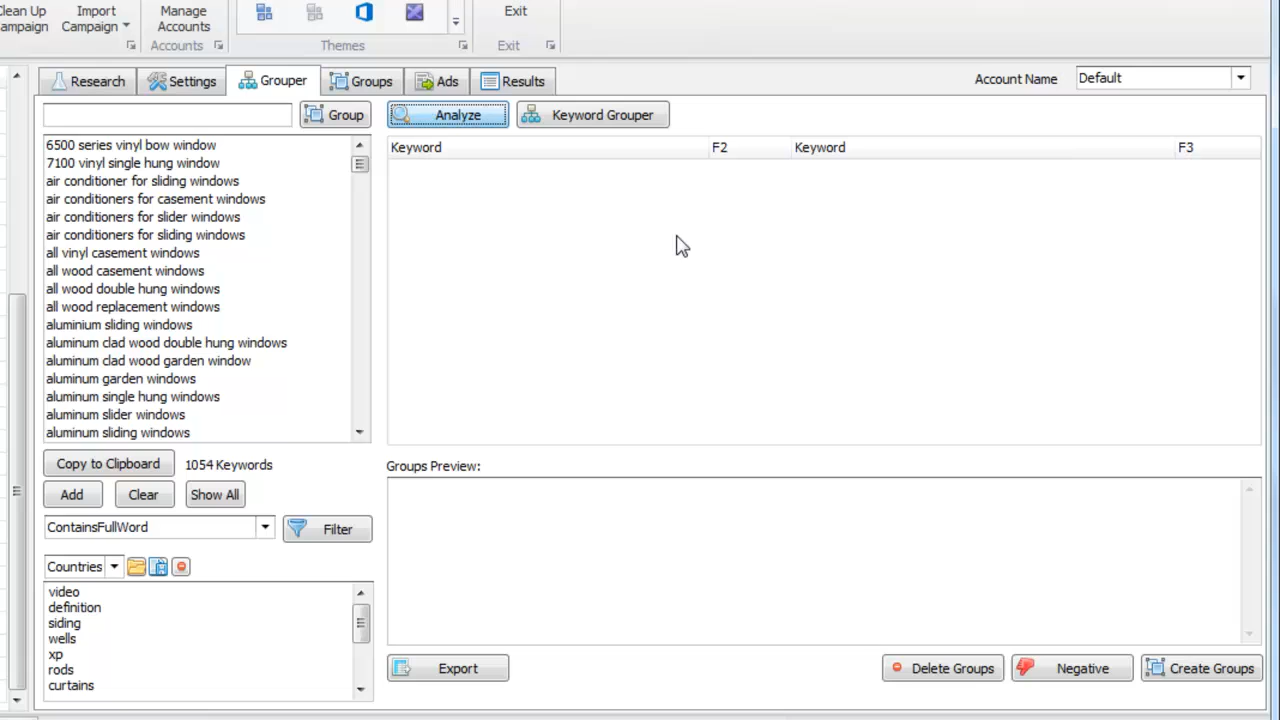 Clean Up
Campaign
Import
Campaign
Manage
Accounts
Exit
Accounts
Themes
Exit
Research
Settings
Grouper
Groups
Ads
Results
Account Name
Default
Group
Analyze
Keyword Grouper
Keyword
F2
Keyword
F3
6500 series vinyl bow window
7100 vinyl single hung window
air conditioner for sliding windows
air conditioners for casement windows
air conditioners for slider windows
air conditioners for sliding windows
all vinyl casement windows
all wood casement windows
all wood double hung windows
all wood replacement windows
aluminium sliding windows
aluminum clad wood double hung windows
aluminum clad wood garden window
aluminum garden windows
aluminum single hung windows
aluminum slider windows
aluminum sliding windows
Copy to Clipboard
1054 Keywords
Groups Preview:
Add
Clear
Show All
ContainsFullWord
Filter
Countries
video
definition
siding
wells
xp
rods
curtains
Export
Delete Groups
Negative
Create Groups